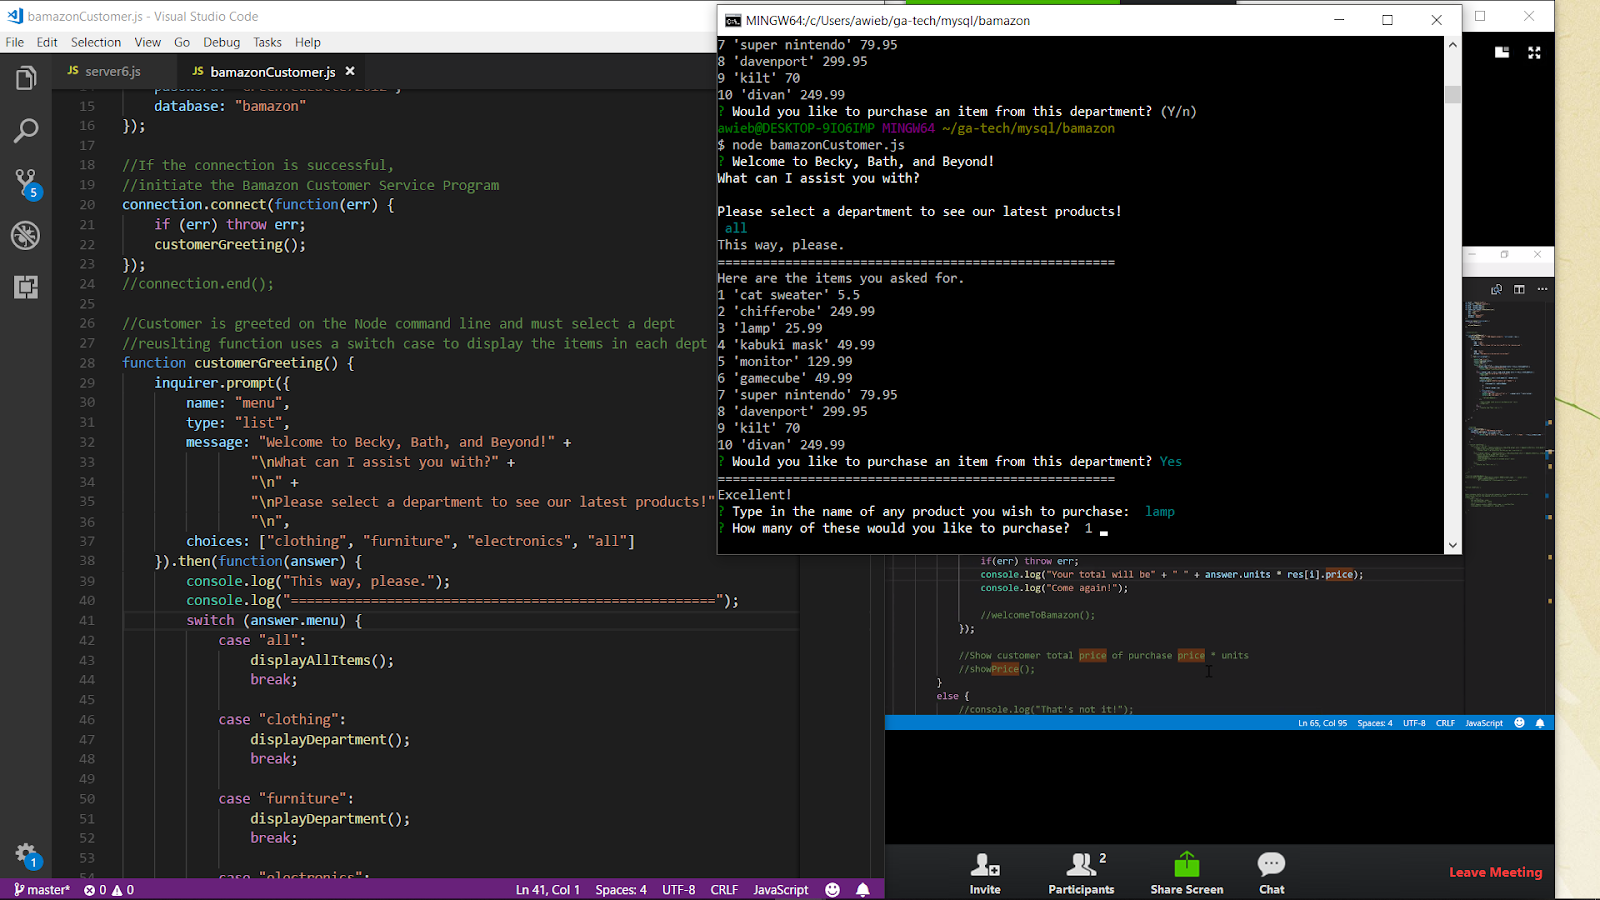 bamazonCustomer.js - Visual Studio Code
File Edit Selection View Go Debug Tasks Help
JS server6.js JS bamazonCustomer.js ×
15 database: "bamazon"
16 });
17
18 //If the connection is successful,
19 //initiate the Bamazon Customer Service Program
20 connection.connect(function(err) {
21 if (err) throw err;
22 customerGreeting();
23 });
24 //connection.end();
25
26 //Customer is greeted on the Node command line and must select a dept
27 //reuslting function uses a switch case to display the items in each dept
28 function customerGreeting() {
29 inquirer.prompt({
30 name: "menu",
31 type: "list",
32 message: "Welcome to Becky, Bath, and Beyond!" +
33 "\nWhat can I assist you with?" +
34 "\n" +
35 "\nPlease select a department to see our latest products!"
36 "\n",
37 choices: ["clothing", "furniture", "electronics", "all"]
38 }).then(function(answer) {
39 console.log("This way, please.");
40 console.log("=====================================================");
41 switch (answer.menu) {
42 case "all":
43 displayAllItems();
44 break;
45
46 case "clothing":
47 displayDepartment();
48 break;
49
50 case "furniture":
51 displayDepartment();
52 break;
53
54 case "electronics":
5
1
master* 0 0 Ln 41, Col 1 Spaces: 4 UTF-8 CRLF JavaScript
MINGW64:/c/Users/awieb/ga-tech/mysql/bamazon
7 'super nintendo' 79.95
8 'davenport' 299.95
9 'kilt' 70
10 'divan' 249.99
? Would you like to purchase an item from this department? (Y/n)
awieb@DESKTOP-9IO6IMP MINGW64 ~/ga-tech/mysql/bamazon
$ node bamazonCustomer.js
? Welcome to Becky, Bath, and Beyond!
What can I assist you with?
Please select a department to see our latest products!
all
This way, please.
=====================================================
Here are the items you asked for.
1 'cat sweater' 5.5
2 'chifferobe' 249.99
3 'lamp' 25.99
4 'kabuki mask' 49.99
5 'monitor' 129.99
6 'gamecube' 49.99
7 'super nintendo' 79.95
8 'davenport' 299.95
9 'kilt' 70
10 'divan' 249.99
? Would you like to purchase an item from this department? Yes
=====================================================
Excellent!
? Type in the name of any product you wish to purchase: lamp
? How many of these would you like to purchase? 1
if(err) throw err;
console.log("Your total will be" + " " + answer.units * res[i].price);
console.log("Come again!");
//welcomeToBamazon();
});
//Show customer total price of purchase price * units
//showPrice();
}
else {
//console.log("That's not it!");
Ln 65, Col 95 Spaces: 4 UTF-8 CRLF JavaScript
2
Invite Participants Share Screen Chat Leave Meeting